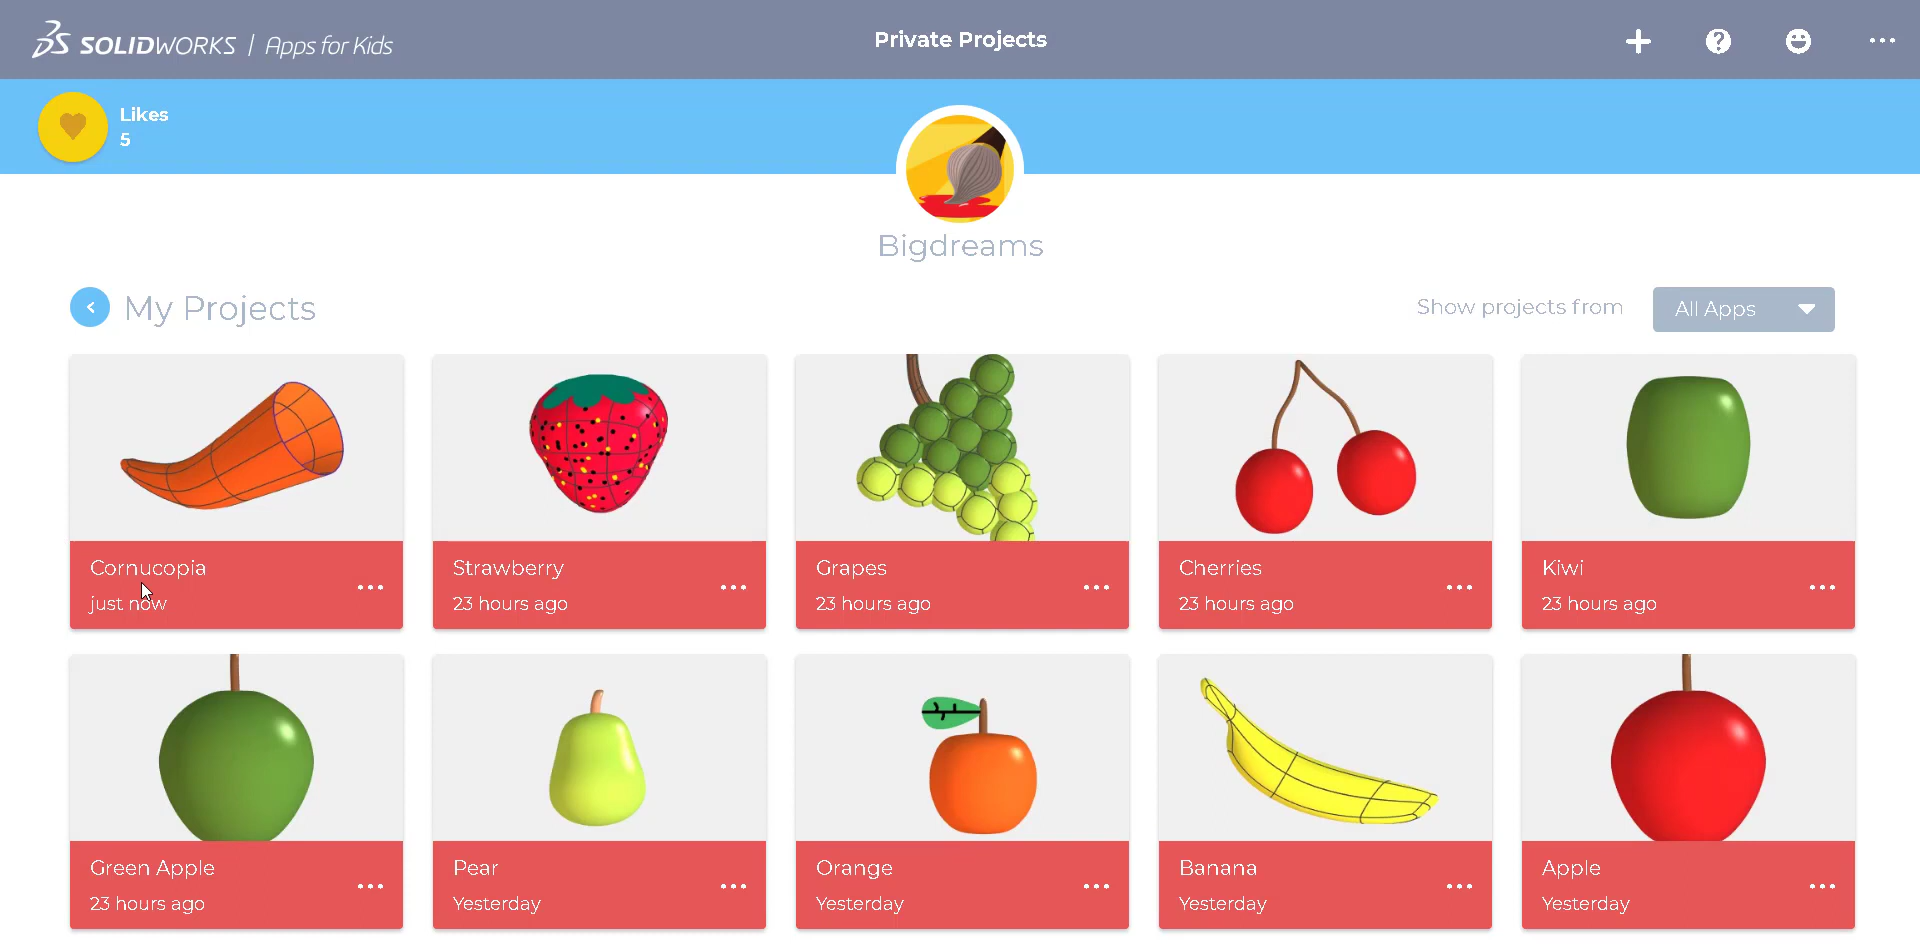 SOLIDWORKS | Apps for Kids
Private Projects
Likes
5
Bigdreams
My Projects
Show projects from
All Apps
Cornucopia
just now
Strawberry
23 hours ago
Grapes
23 hours ago
Cherries
23 hours ago
Kiwi
23 hours ago
Green Apple
23 hours ago
Pear
Yesterday
Orange
Yesterday
Banana
Yesterday
Apple
Yesterday